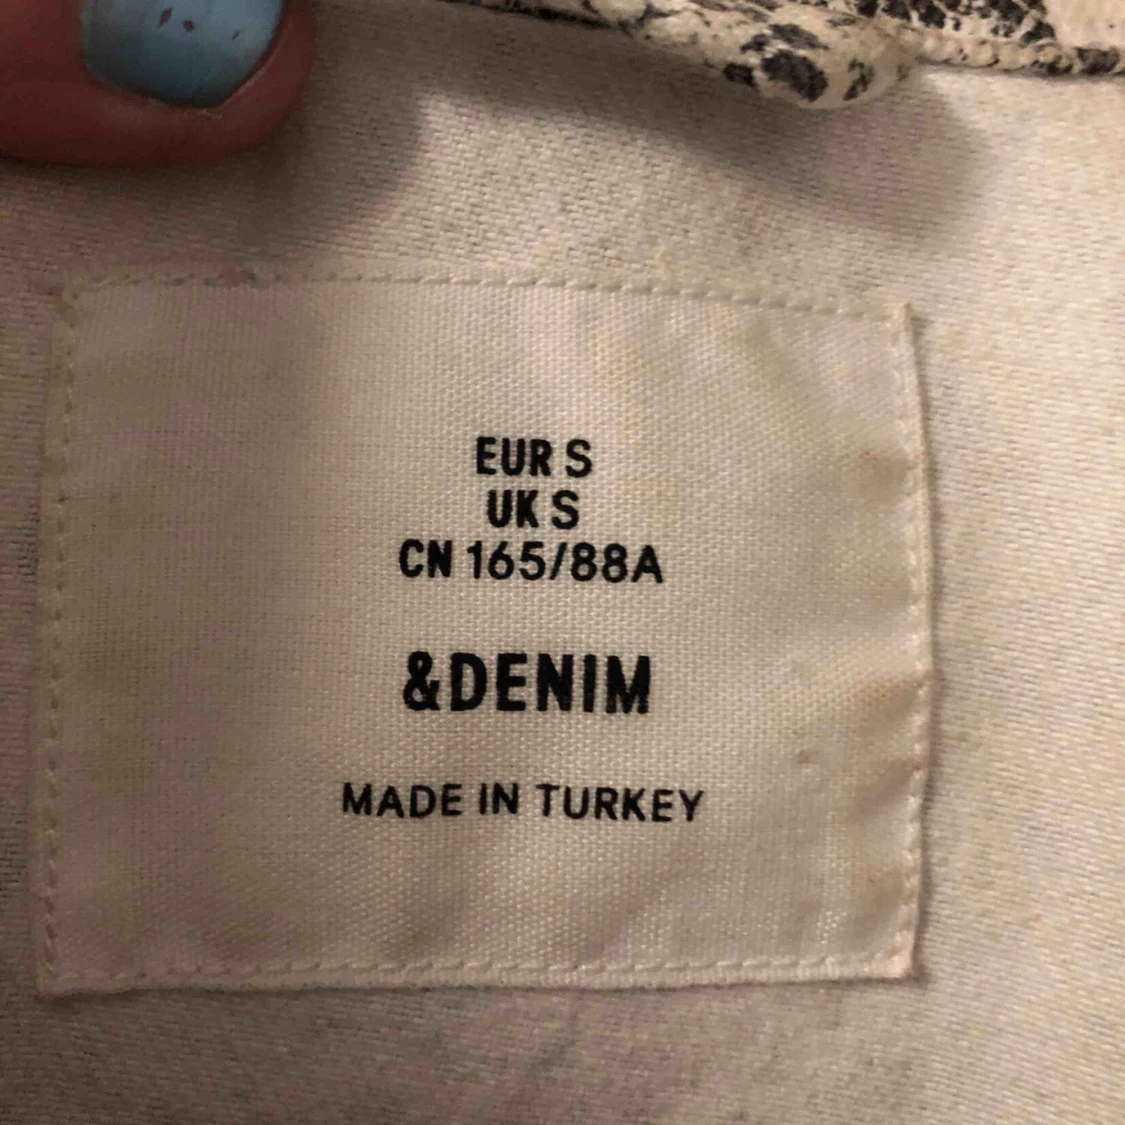 EUR S
UK S
CN 165/88A
&DENIM
MADE IN TURKEY